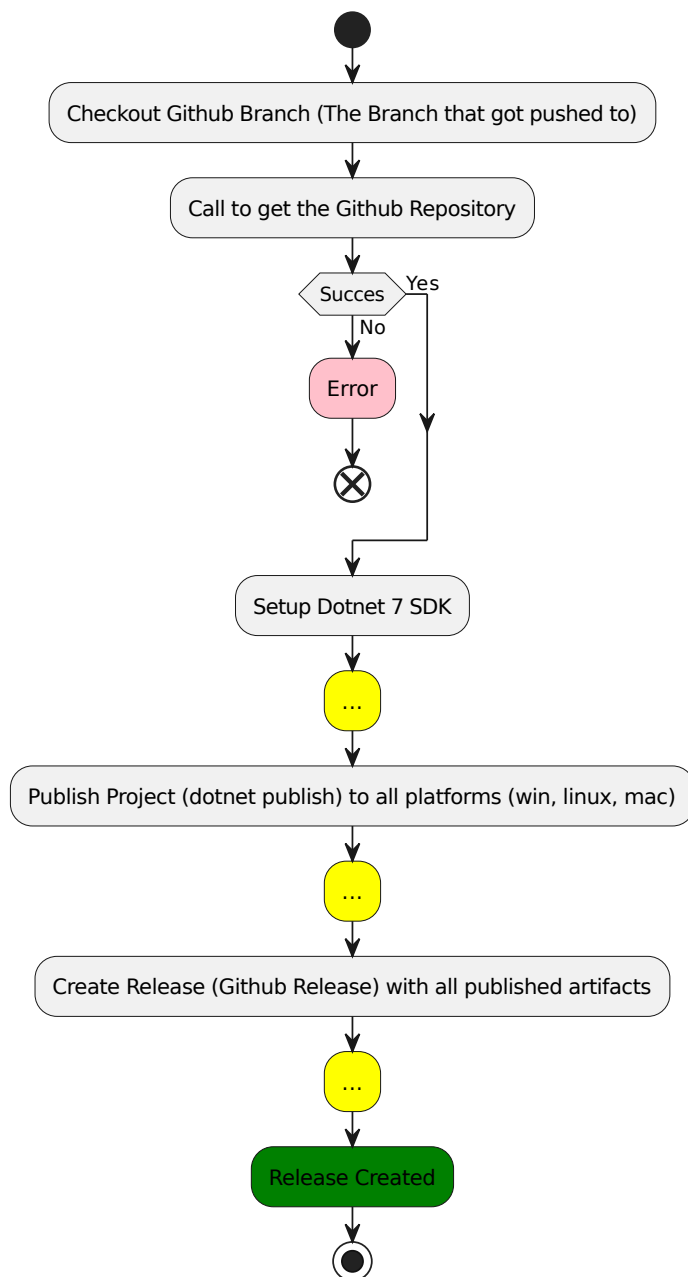 Checkout Github Branch (The Branch that got pushed to)
Call to get the Github Repository
Succes
Yes
No
Error
Setup Dotnet 7 SDK
...
Publish Project (dotnet publish) to all platforms (win, linux, mac)
...
Create Release (Github Release) with all published artifacts
...
Release Created